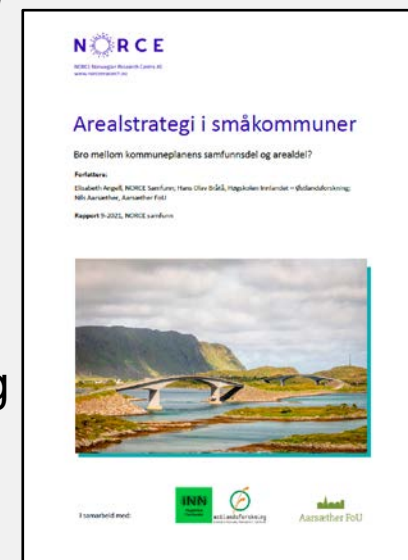 NORCE
NORCE Norwegian Research Centre AS
www.norceresearch.no
Arealstrategi i småkommuner
Bro mellom kommuneplanens samfunnsdel og arealdel?
Forfattere:
Elisabeth Angell, NORCE Samfunn, Hans Olav Bråtå, Høgskolen Innlandet – Østlandsforskning;
Nils Aarsæther, Aarsæther FoU
Rapport 9-2021, NORCE samfunn
g
I samarbeid med:
INN
østlandsforskning
Aarsæther FoU